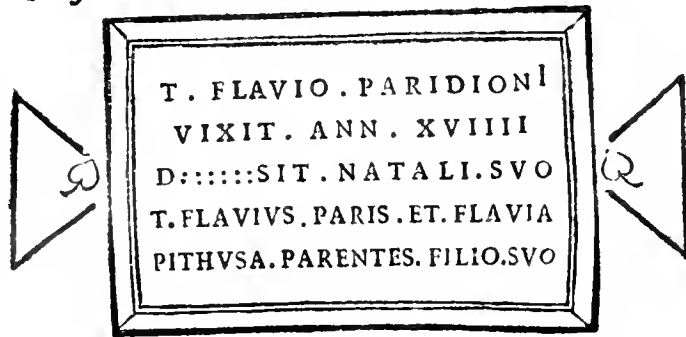 T. FLAVIO. PARIDIONI
VIXIT. ANN. XVIIII
D::::::SIT. NATALI. SVO
T. FLAVIVS. PARIS. ET. FLAVIA
PITHVSA. PARENTES. FILIO. SVO